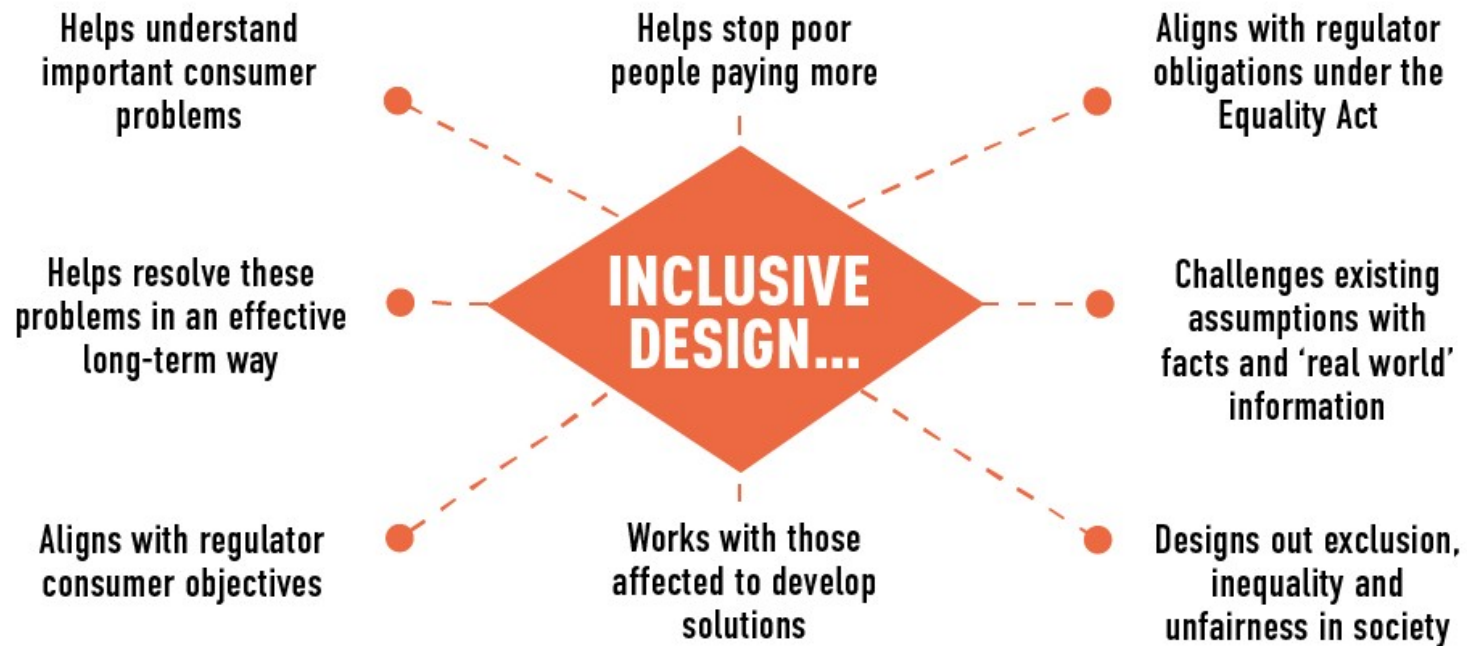 Helps understand
important consumer
problems
Helps stop poor
people paying more
Aligns with regulator
obligations under the
Equality Act
Helps resolve these
problems in an effective
long-term way
INCLUSIVE
DESIGN...
Challenges existing
assumptions with
facts and ‘real world’
information
Aligns with regulator
consumer objectives
Works with those
affected to develop
solutions
Designs out exclusion,
inequality and
unfairness in society